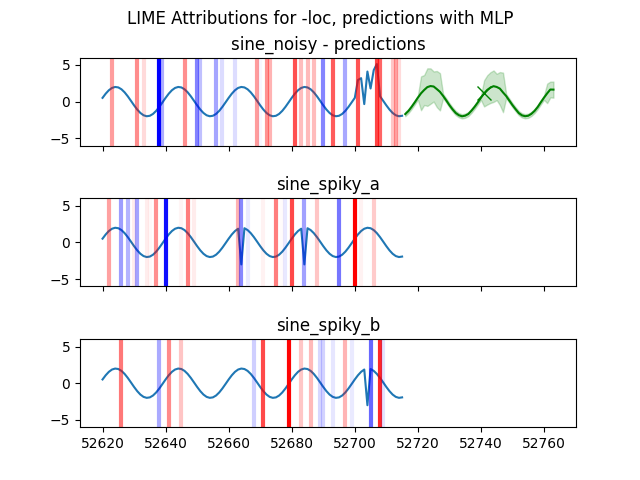 LIME Attributions for -loc, predictions with MLP
sine_noisy - predictions
5
0
−5
sine_spiky_a
5
0
−5
sine_spiky_b
5
0
−5
52620 52640 52660 52680 52700 52720 52740 52760